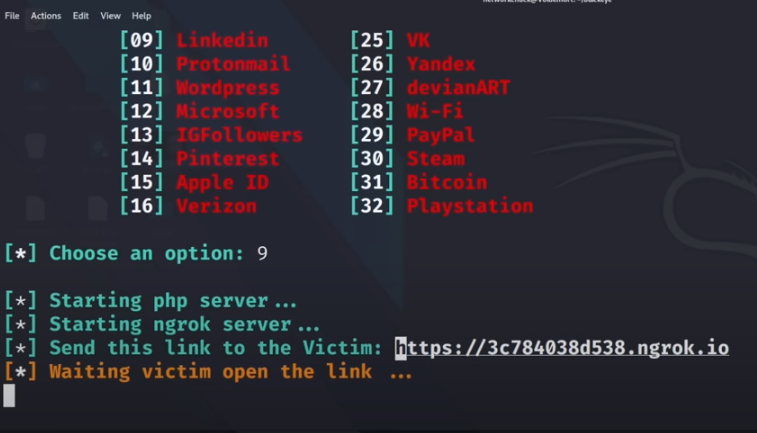 File Actions Edit View Help
[09] Linkedin [25] VK
[10] Protonmail [26] Yandex
[11] Wordpress [27] devianART
[12] Microsoft [28] Wi-Fi
[13] IGFollowers [29] PayPal
[14] Pinterest [30] Steam
[15] Apple ID [31] Bitcoin
[16] Verizon [32] Playstation
[*] Choose an option: 9
[*] Starting php server...
[*] Starting ngrok server...
[*] Send this link to the Victim: https://3c784038d538.ngrok.io
[*] Waiting victim open the link ...